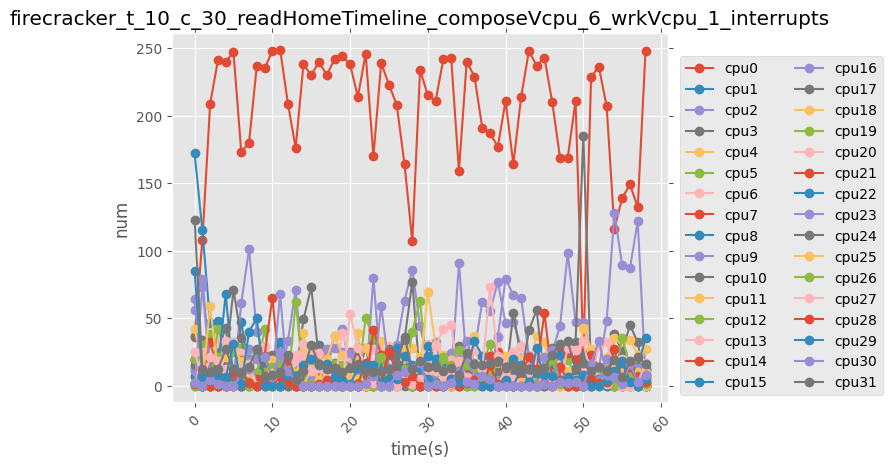 firecracker_t_10_c_30_readHomeTimeline_composeVcpu_6_wrkVcpu_1_interrupts
250
200
150
100
50
0
num
0
10
20
30
40
50
60
time(s)
cpu0
cpu1
cpu2
cpu3
cpu4
cpu5
cpu6
cpu7
cpu8
cpu9
cpu10
cpu11
cpu12
cpu13
cpu14
cpu15
cpu16
cpu17
cpu18
cpu19
cpu20
cpu21
cpu22
cpu23
cpu24
cpu25
cpu26
cpu27
cpu28
cpu29
cpu30
cpu31